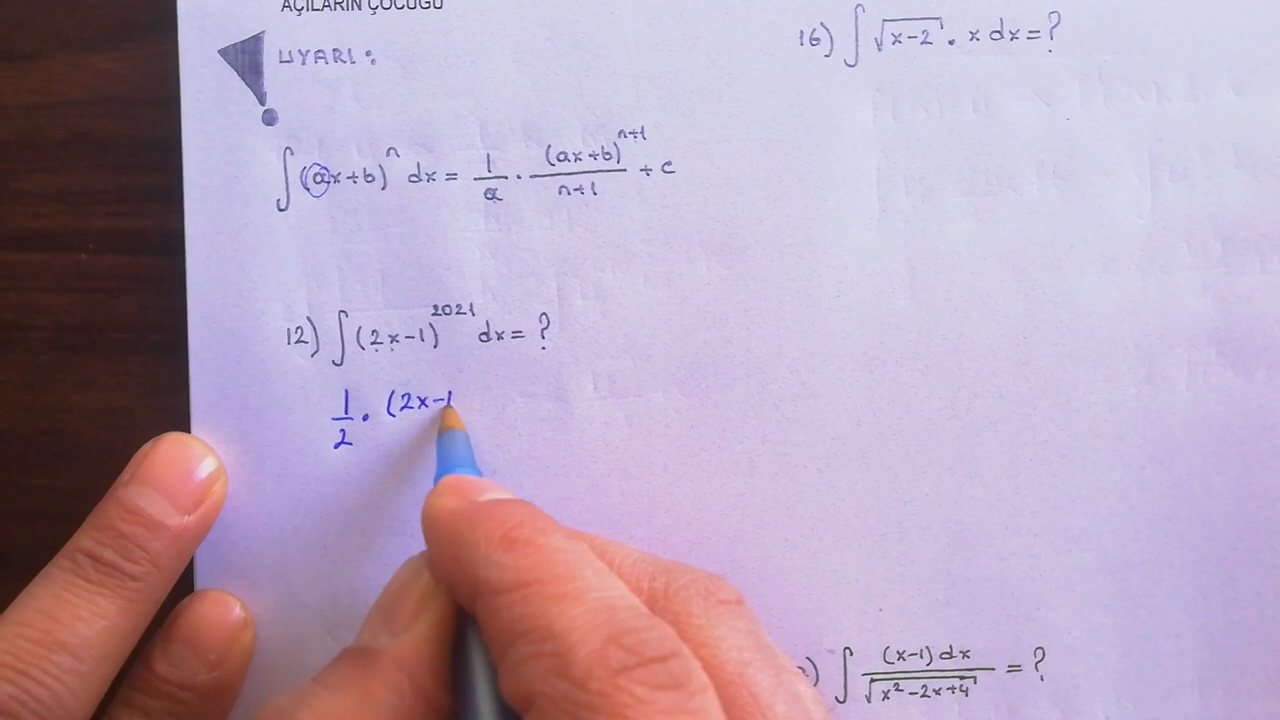 AÇILARIN ÇOCUĞU
UYARI:
∫(ax+b)^n dx = 1/a · (ax+b)^(n+1)/(n+1) + c
12) ∫(2x-1)^2021 dx = ?
1/2 · (2x-1
16) ∫√(x-2) · x dx = ?
) ∫ (x-1)dx/√(x²-2x+4) = ?